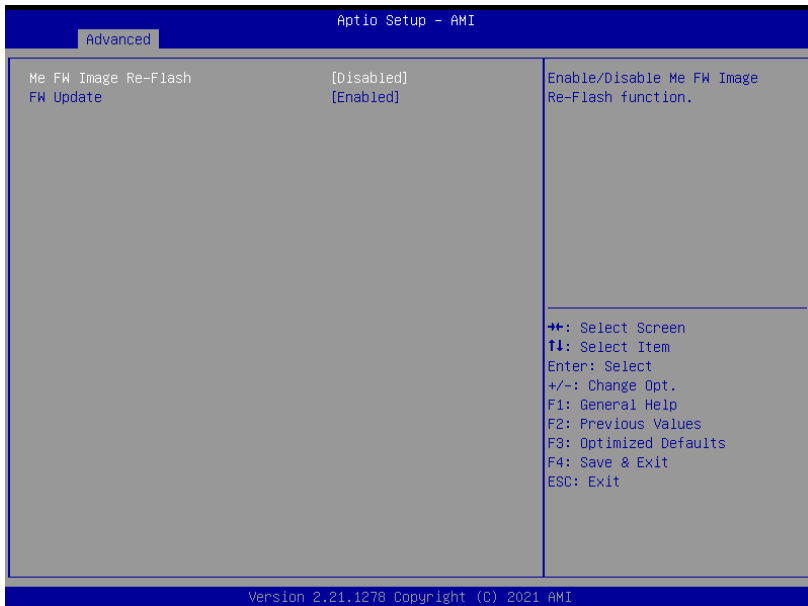 Aptio Setup – AMI
Advanced
Me FW Image Re-Flash [Disabled]
FW Update [Enabled]
Enable/Disable Me FW Image
Re-Flash function.
→←: Select Screen
↑↓: Select Item
Enter: Select
+/-: Change Opt.
F1: General Help
F2: Previous Values
F3: Optimized Defaults
F4: Save & Exit
ESC: Exit
Version 2.21.1278 Copyright (C) 2021 AMI